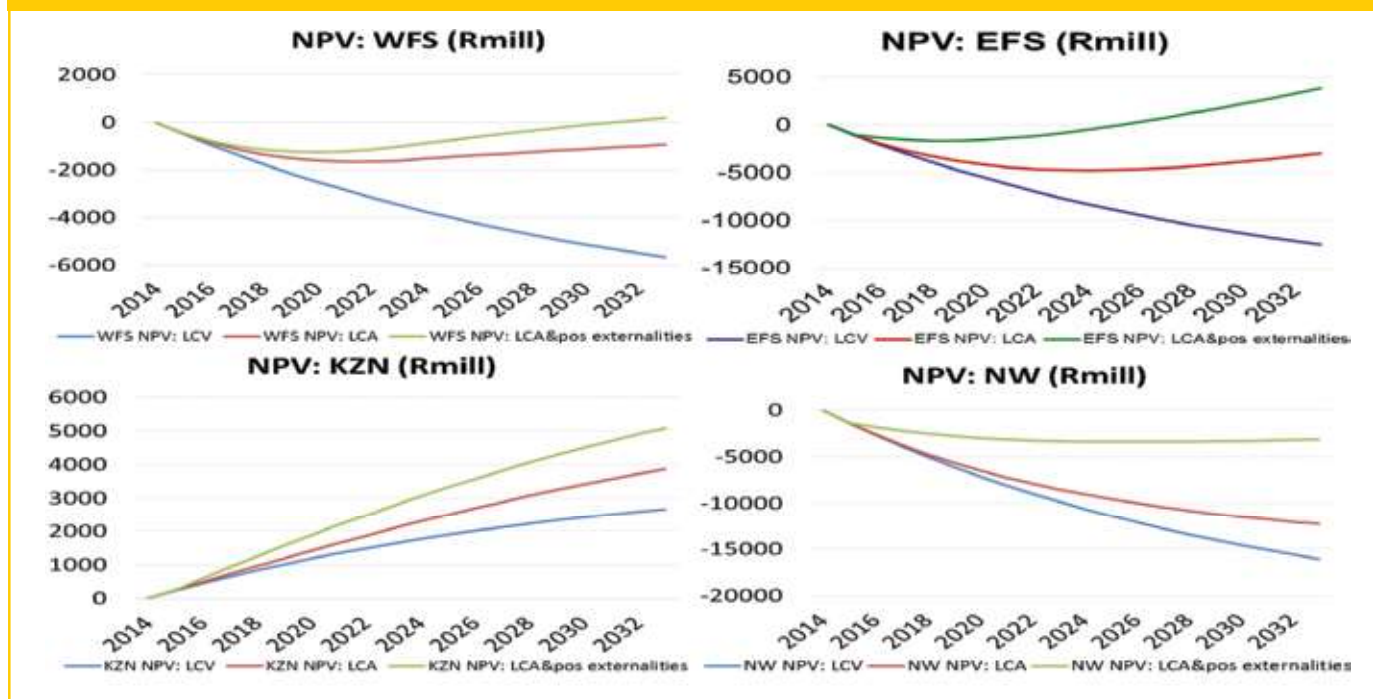 NPV: WFS (Rmill)
2000
0
-2000
-4000
-6000
2014 2016 2018 2020 2022 2024 2026 2028 2030 2032
WFS NPV: LCV WFS NPV: LCA WFS NPV: LCA&pos externalities
NPV: EFS (Rmill)
5000
0
-5000
-10000
-15000
2014 2016 2018 2020 2022 2024 2026 2028 2030 2032
EFS NPV: LCV EFS NPV: LCA EFS NPV: LCA&pos externalities
NPV: KZN (Rmill)
6000
5000
4000
3000
2000
1000
0
2014 2016 2018 2020 2022 2024 2026 2028 2030 2032
KZN NPV: LCV KZN NPV: LCA KZN NPV: LCA&pos externalities
NPV: NW (Rmill)
0
-5000
-10000
-15000
-20000
2014 2016 2018 2020 2022 2024 2026 2028 2030 2032
NW NPV: LCV NW NPV: LCA NW NPV: LCA&pos externalities